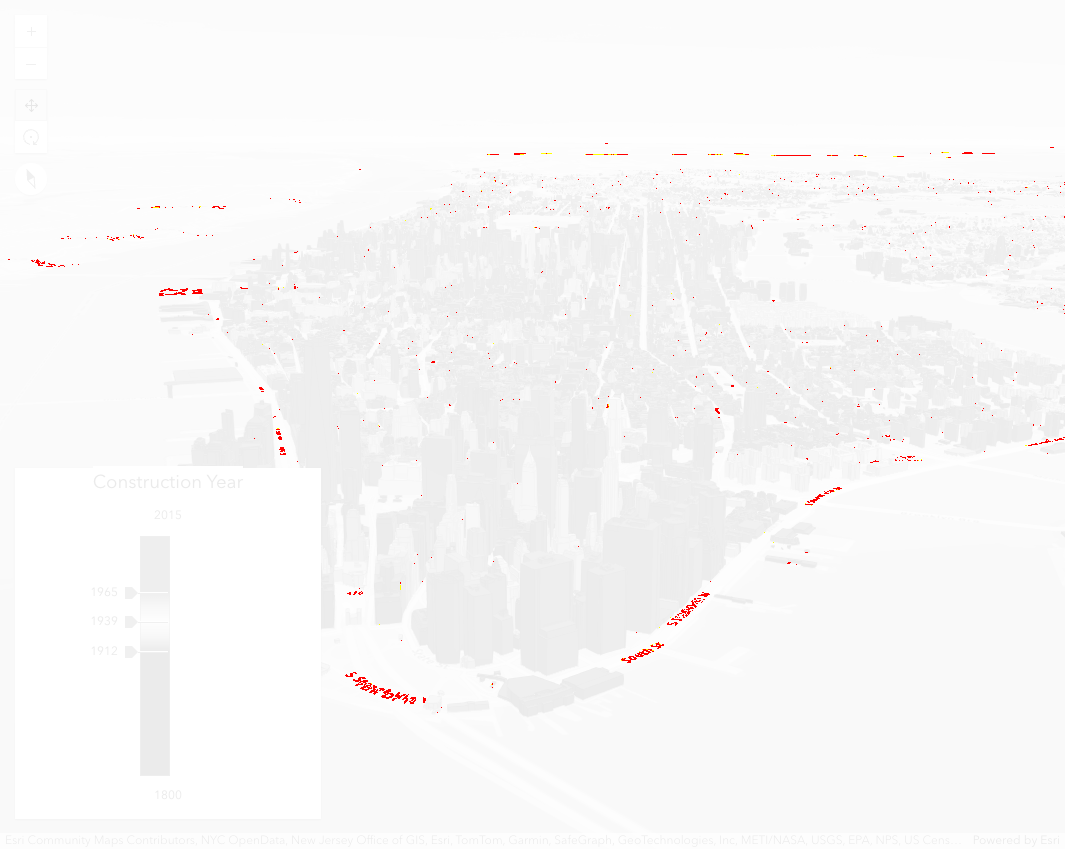 Construction Year
2015
1965
1939
1912
1800
South St
Esri Community Maps Contributors, NYC OpenData, New Jersey Office of GIS, Esri, TomTom, Garmin, SafeGraph, GeoTechnologies, Inc, METI/NASA, USGS, EPA, NPS, US Cens
Powered by Esri